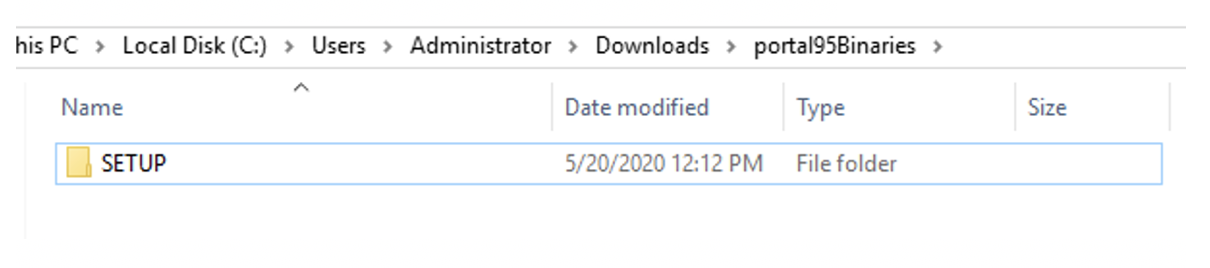 his PC > Local Disk (C:) > Users > Administrator > Downloads > portal95Binaries >
Name Date modified Type Size
SETUP 5/20/2020 12:12 PM File folder